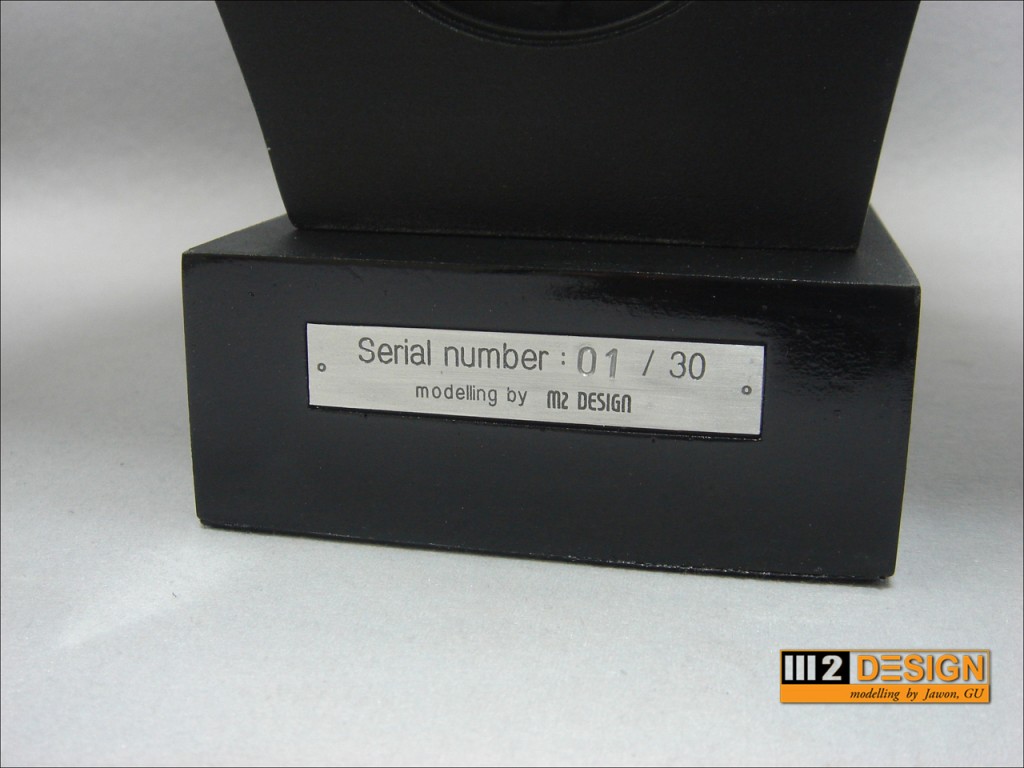 Serial number : 01 / 30
modelling by M2 DESIGN
M2 DESIGN
modelling by Jawon, GU